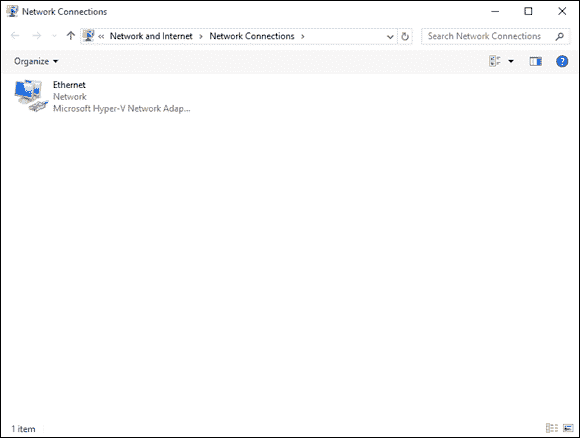 Network Connections
« Network and Internet > Network Connections >
Search Network Connections
Organize
?
Ethernet
Network
Microsoft Hyper-V Network Adap...
1 item